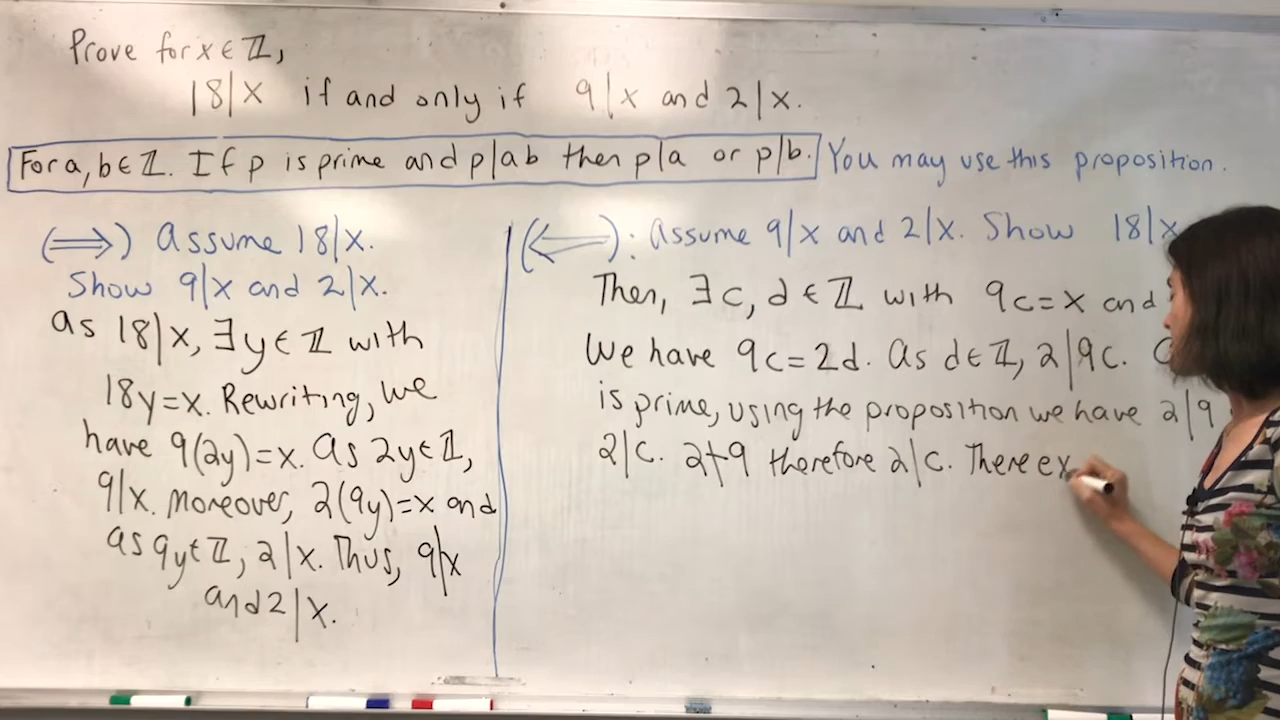 Prove for x ∈ ℤ,
18|x if and only if 9|x and 2|x.
For a, b ∈ ℤ. If p is prime and p|ab then p|a or p|b. You may use this proposition.
(⟹) Assume 18|x.
Show 9|x and 2|x.
As 18|x, ∃y ∈ ℤ with
18y=x. Rewriting, we
have 9(2y)=x. As 2y ∈ ℤ,
9|x. Moreover, 2(9y)=x and
as 9y ∈ ℤ, 2|x. Thus, 9|x
and 2|x.
(⟸): Assume 9|x and 2|x. Show 18|x
Then, ∃c, d ∈ ℤ with 9c=x and
We have 9c=2d. As d ∈ ℤ, 2|9c.
is prime, using the proposition we have 2|9
2|c. 2∤9 therefore 2|c. There ex